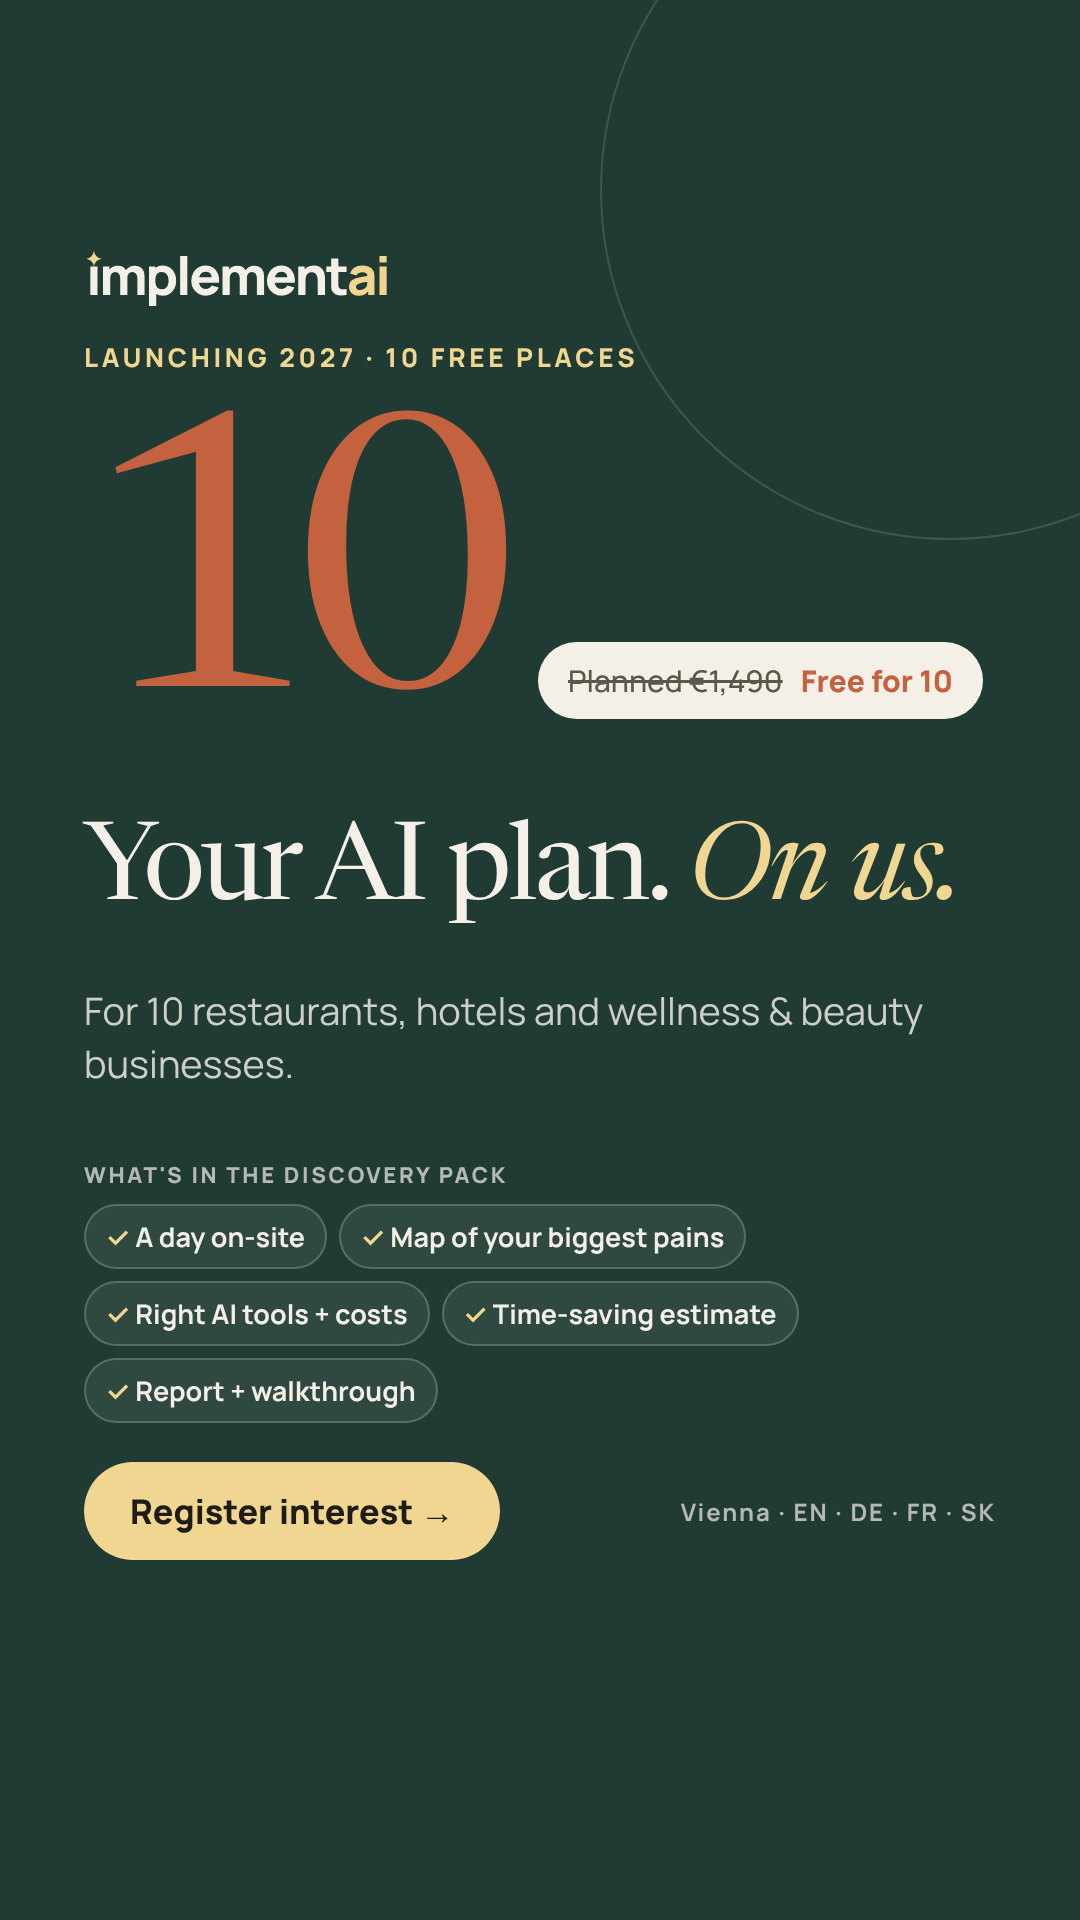 implementai
LAUNCHING 2027 · 10 FREE PLACES
10
Planned €1,490 Free for 10
Your AI plan. On us.
For 10 restaurants, hotels and wellness & beauty
businesses.
WHAT'S IN THE DISCOVERY PACK
✓ A day on-site ✓ Map of your biggest pains
✓ Right AI tools + costs ✓ Time-saving estimate
✓ Report + walkthrough
Register interest →
Vienna · EN · DE · FR · SK